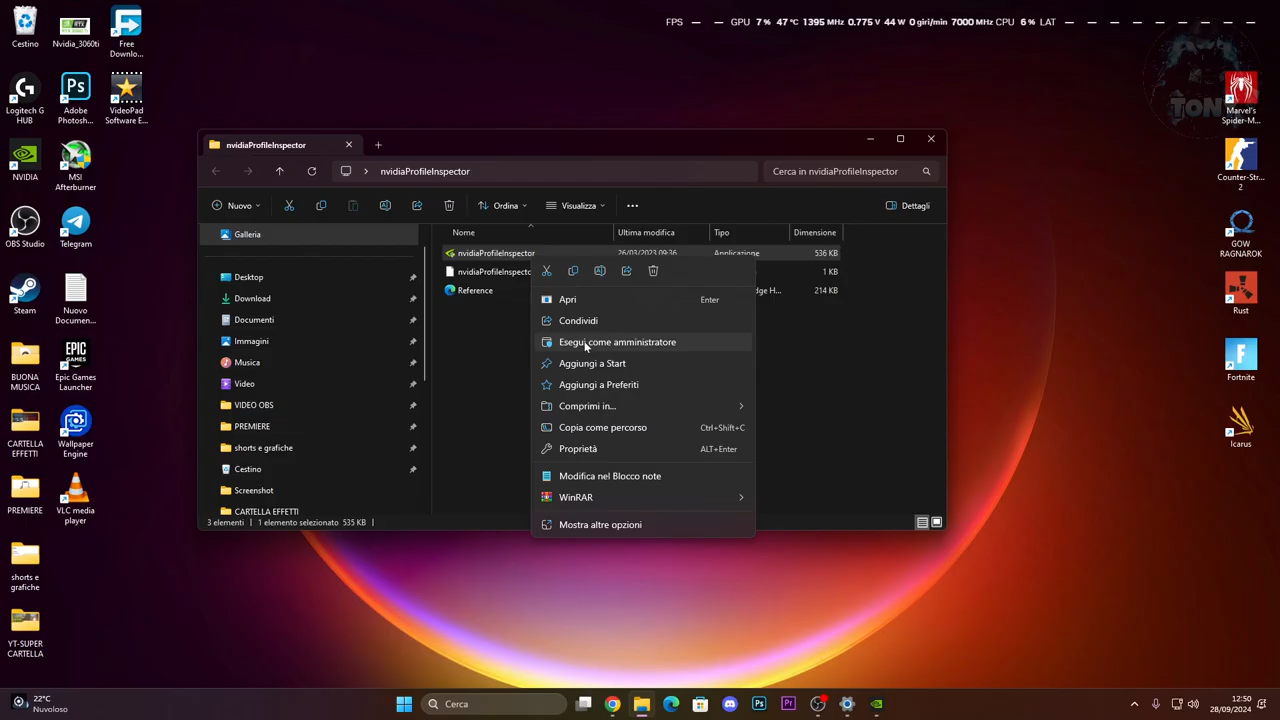 FPS — — GPU 7 % 47 °C 1395 MHz 0.775 V 44 W 0 giri/min 7000 MHz CPU 6 % LAT — — — — — — — —
Cestino
Nvidia_3060ti
Free
Downlo...
Logitech G
HUB
Adobe
Photosh...
VideoPad
Software E...
NVIDIA
MSI
Afterburner
OBS Studio
Telegram
Steam
Nuovo
Documen...
BUONA
MUSICA
Epic Games
Launcher
CARTELLA
EFFETTI
Wallpaper
Engine
PREMIERE
VLC media
player
shorts e
grafiche
YT-SUPER
CARTELLA
nvidiaProfileInspector
nvidiaProfileInspector
Cerca in nvidiaProfileInspector
Nuovo
Ordina
Visualizza
Dettagli
Galleria
Desktop
Download
Documenti
Immagini
Musica
Video
VIDEO OBS
PREMIERE
shorts e grafiche
Cestino
Screenshot
CARTELLA EFFETTI
Nome Ultima modifica Tipo Dimensione
nvidiaProfileInspector 26/03/2023 09:36 Applicazione 536 KB
nvidiaProfileInspecto 1 KB
Reference dge H... 214 KB
Apri Enter
Condividi
Esegui come amministratore
Aggiungi a Start
Aggiungi a Preferiti
Comprimi in...
Copia come percorso Ctrl+Shift+C
Proprietà ALT+Enter
Modifica nel Blocco note
WinRAR
Mostra altre opzioni
3 elementi 1 elemento selezionato 535 KB
TON
Marvel's
Spider-M...
Counter-Str...
2
GOW
RAGNAROK
Rust
Fortnite
Icarus
22°C
Nuvoloso
Cerca
12:50
28/09/2024